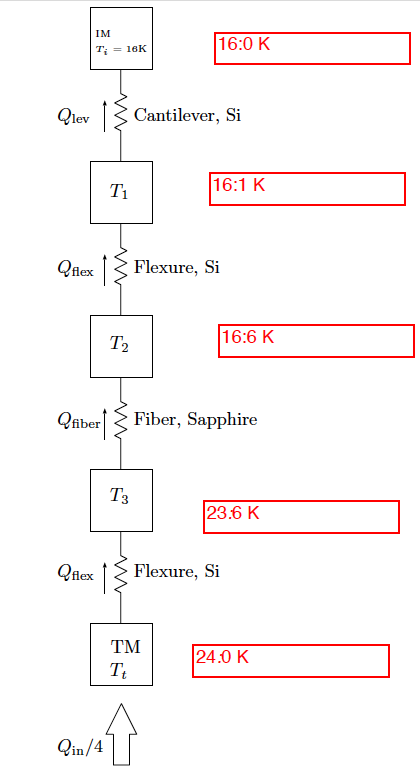 IM
T_i = 16K
16:0 K
Q_lev
Cantilever, Si
T_1
16:1 K
Q_flex
Flexure, Si
T_2
16:6 K
Q_fiber
Fiber, Sapphire
T_3
23:6 K
Q_flex
Flexure, Si
TM
T_t
24:0 K
Q_in/4